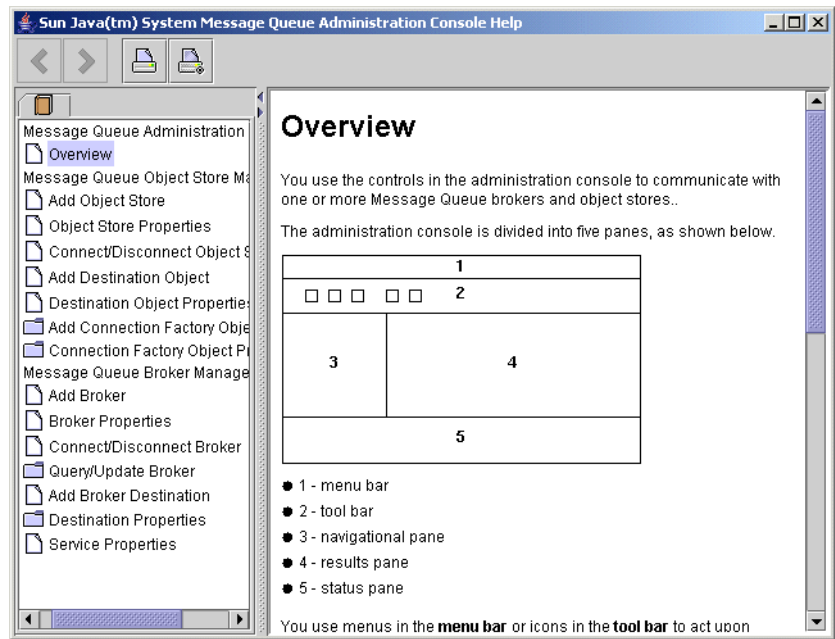 Sun Java(tm) System Message Queue Administration Console Help
Message Queue Administration
Overview
Message Queue Object Store Ma
Add Object Store
Object Store Properties
Connect/Disconnect Object S
Add Destination Object
Destination Object Propertie
Add Connection Factory Obje
Connection Factory Object Pr
Message Queue Broker Manage
Add Broker
Broker Properties
Connect/Disconnect Broker
Query/Update Broker
Add Broker Destination
Destination Properties
Service Properties
Overview
You use the controls in the administration console to communicate with
one or more Message Queue brokers and object stores..
The administration console is divided into five panes, as shown below.
1
2
3
4
5
1 - menu bar
2 - tool bar
3 - navigational pane
4 - results pane
5 - status pane
You use menus in the menu bar or icons in the tool bar to act upon